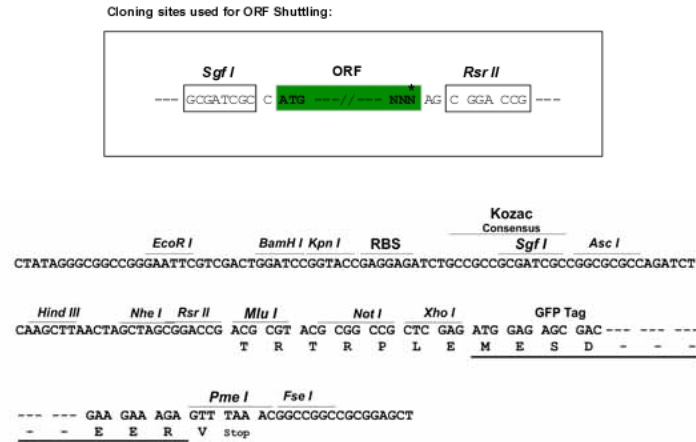 Cloning sites used for ORF Shuttling:
Sgf I ORF Rsr II
--- GCGATCGC C ATG ---//--- NNN* AG C GGA CCG ---
Kozac
Consensus
EcoR I BamH I Kpn I RBS Sgf I Asc I
CTATAGGGCGGCCGGGAATTCGTCGACTGGATCCGGTACCGAGGAGATCTGCCGCCGCGATCGCCGGCGCGCCAGATCT
Hind III Nhe I Rsr II Mlu I Not I Xho I GFP Tag
CAAGCTTAACTAGCTAGCGGACCG ACG CGT ACG CGG CCG CTC GAG ATG GAG AGC GAC --- --- ---
T R T R P L E M E S D - - -
Pme I Fse I
--- --- GAA GAA AGA GTT TAA ACGGCCGGCCGCGGAGCT
- - E E R V Stop